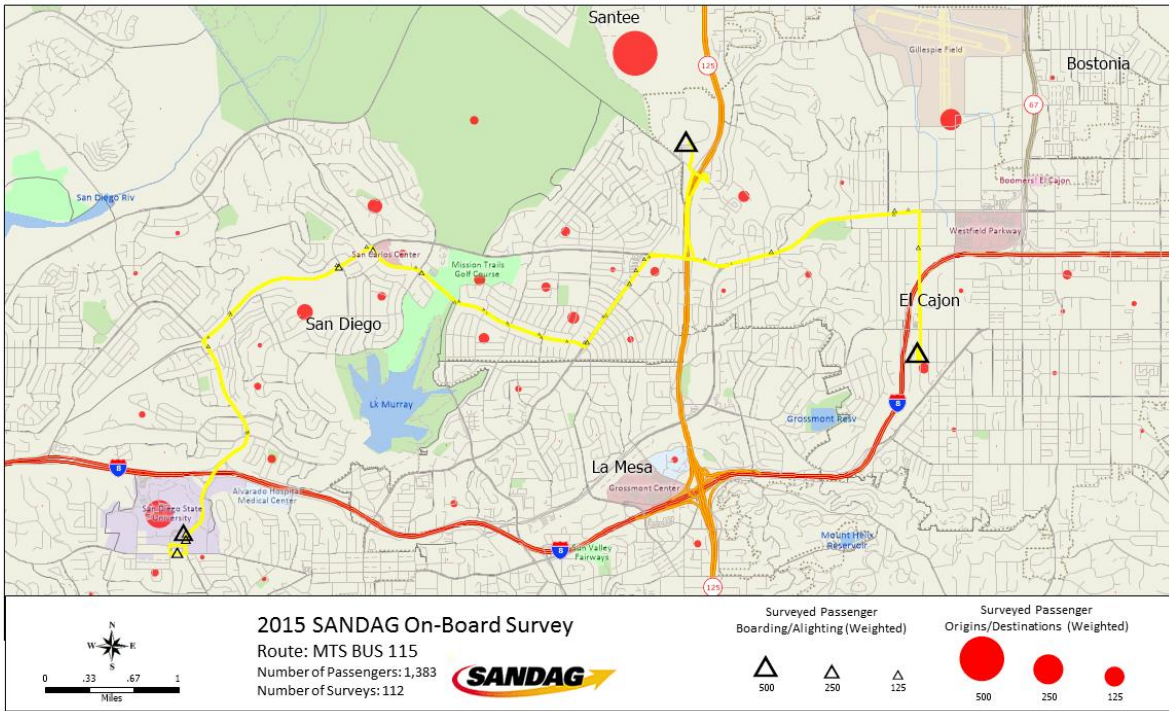 Santee
125
Gillespie Field
Bostonia
67
Boomers! El Cajon
San Diego Riv
Westfield Parkway
San Carlos Center
Mission Trails
Golf Course
El Cajon
San Diego
Lk Murray
Grossmont Resv
8
La Mesa
8
Grossmont Center
Alvarado Hospital
Medical Center
San Diego State
University
Mount Helix
Reservoir
8
Sun Valley
Fairways
125
N
W
E
S
0 .33 .67 1
Miles
2015 SANDAG On-Board Survey
Route: MTS BUS 115
Number of Passengers: 1,383
Number of Surveys: 112
SANDAG
Surveyed Passenger
Boarding/Alighting (Weighted)
500 250 125
Surveyed Passenger
Origins/Destinations (Weighted)
500 250 125